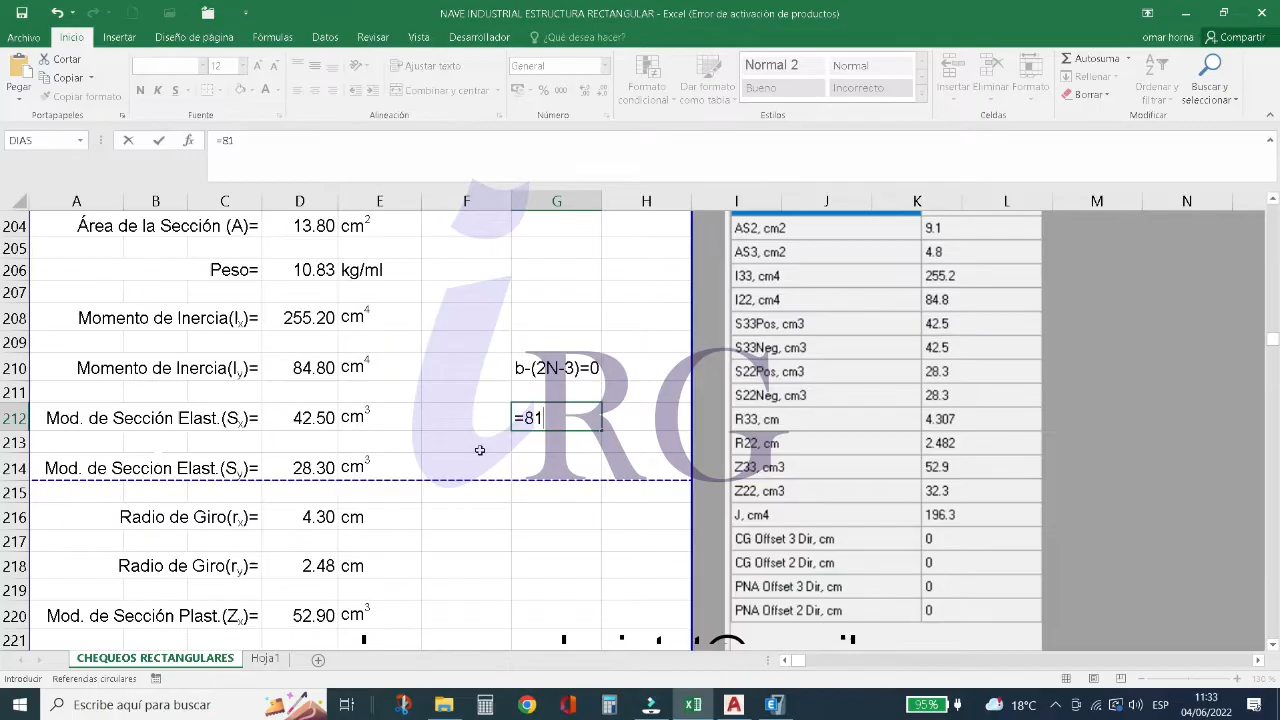 NAVE INDUSTRIAL ESTRUCTURA RECTANGULAR - Excel (Error de activación de productos)
Archivo Inicio Insertar Diseño de página Fórmulas Datos Revisar Vista Desarrollador ¿Qué desea hacer? omar horna Compartir
Pegar
Cortar
Copiar
Copiar formato
Portapapeles
12
N K S
Fuente
Ajustar texto
Combinar y centrar
Alineación
General
% 000
Número
Formato condicional
Dar formato como tabla
Normal 2 Normal
Bueno Incorrecto
Estilos
Insertar Eliminar Formato
Celdas
Autosuma
Rellenar
Borrar
Ordenar y filtrar
Buscar y seleccionar
Modificar
DIAS fx =81
A B C D E F G H I J K L M N
204 Área de la Sección (A)= 13.80 cm2
205
206 Peso= 10.83 kg/ml
207
208 Momento de Inercia(Ix)= 255.20 cm4
209
210 Momento de Inercia(Iy)= 84.80 cm4 b-(2N-3)=0
211
212 Mod. de Sección Elast.(Sx)= 42.50 cm3 =81
213
214 Mod. de Sección Elast.(Sy)= 28.30 cm3
215
216 Radio de Giro(rx)= 4.30 cm
217
218 Radio de Giro(ry)= 2.48 cm
219
220 Mod. de Sección Plast.(Zx)= 52.90 cm3
221
AS2, cm2 9.1
AS3, cm2 4.8
I33, cm4 255.2
I22, cm4 84.8
S33Pos, cm3 42.5
S33Neg, cm3 42.5
S22Pos, cm3 28.3
S22Neg, cm3 28.3
R33, cm 4.307
R22, cm 2.482
Z33, cm3 52.9
Z22, cm3 32.3
J, cm4 196.3
CG Offset 3 Dir, cm 0
CG Offset 2 Dir, cm 0
PNA Offset 3 Dir, cm 0
PNA Offset 2 Dir, cm 0
iRG
CHEQUEOS RECTANGULARES Hoja1
Introducir Referencias circulares 130 %
Escribe aquí para buscar
95% 18°C ESP
11:33
04/06/2022